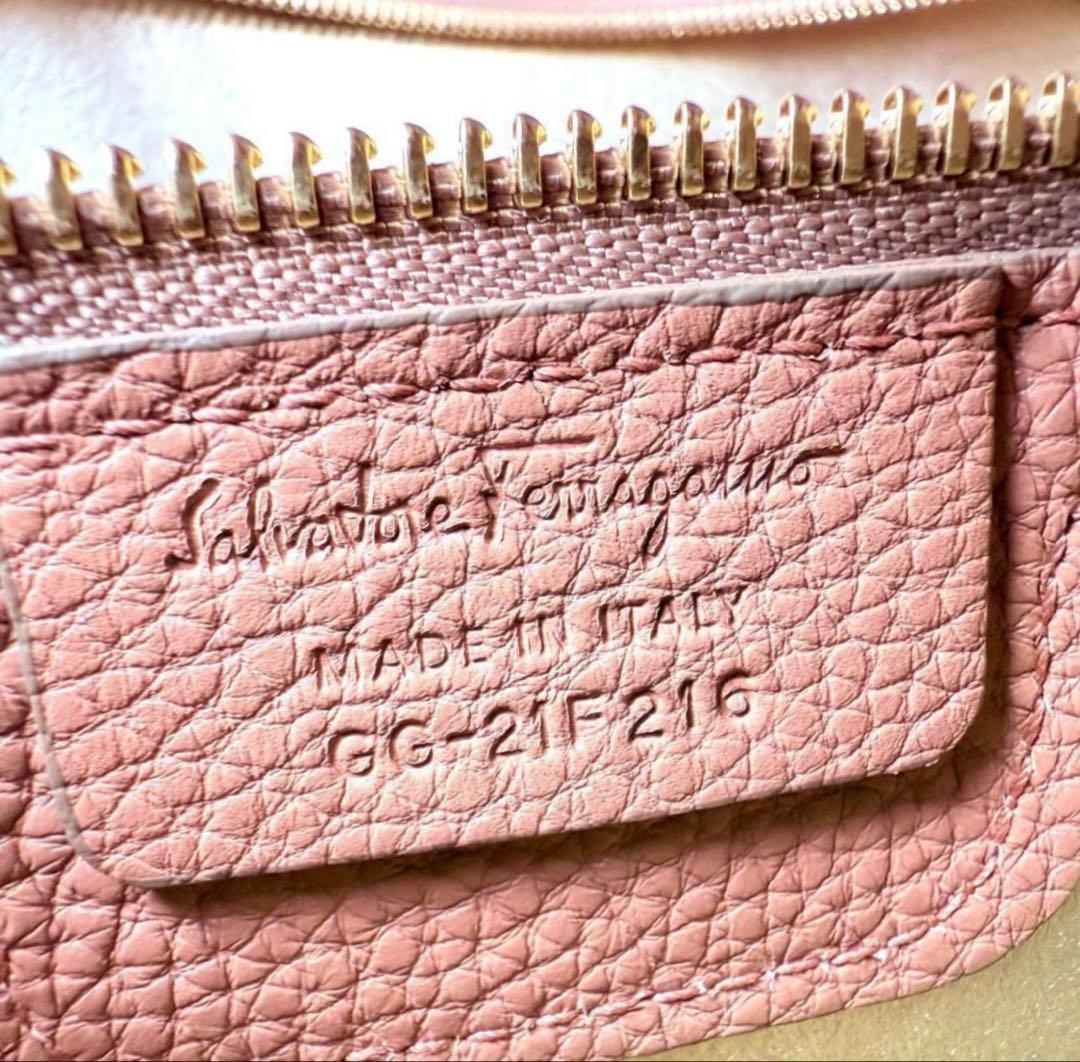 Salvatore Ferragamo
MADE IN ITALY
GG-21F216